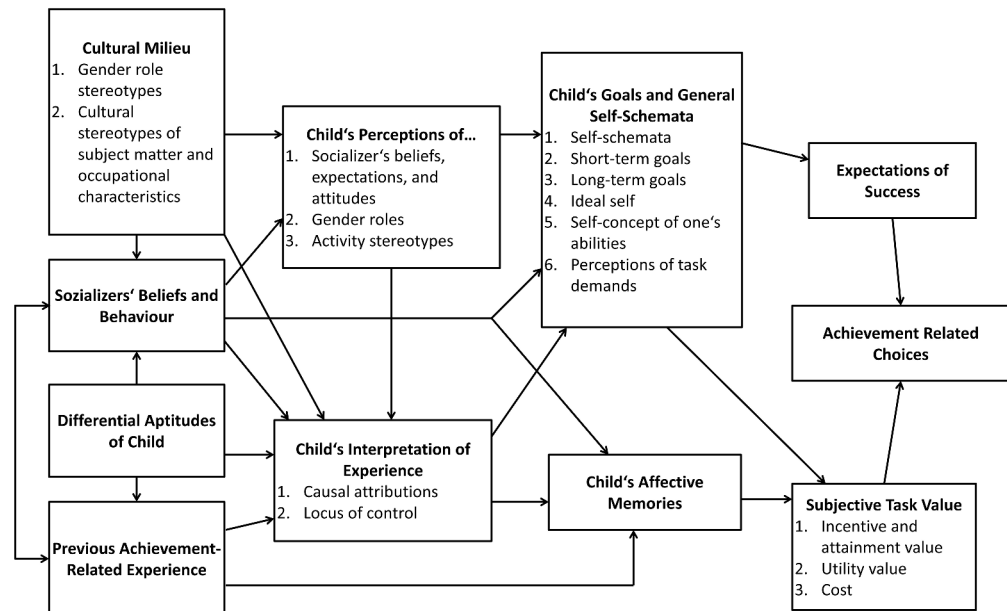 Cultural Milieu
1. Gender role
stereotypes
2. Cultural
stereotypes of
subject matter and
occupational
characteristics
Sozializers‘ Beliefs and
Behaviour
Differential Aptitudes
of Child
Previous Achievement-
Related Experience
Child‘s Perceptions of…
1. Socializer‘s beliefs,
expectations, and
attitudes
2. Gender roles
3. Activity stereotypes
Child‘s Interpretation of
Experience
1. Causal attributions
2. Locus of control
Child‘s Goals and General
Self-Schemata
1. Self-schemata
2. Short-term goals
3. Long-term goals
4. Ideal self
5. Self-concept of one‘s
abilities
6. Perceptions of task
demands
Child‘s Affective
Memories
Expectations of
Success
Achievement Related
Choices
Subjective Task Value
1. Incentive and
attainment value
2. Utility value
3. Cost